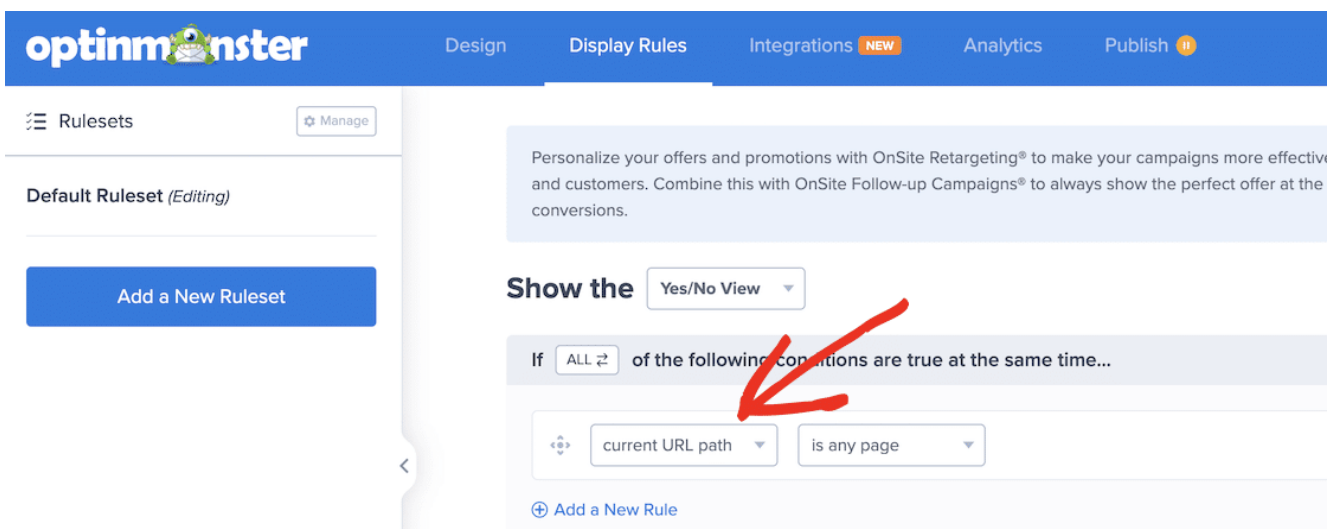 optinmonster
Design Display Rules Integrations NEW Analytics Publish
Rulesets Manage
Default Ruleset (Editing)
Add a New Ruleset
Personalize your offers and promotions with OnSite Retargeting® to make your campaigns more effective
and customers. Combine this with OnSite Follow-up Campaigns® to always show the perfect offer at the
conversions.
Show the Yes/No View
If ALL of the following conditions are true at the same time...
current URL path is any page
Add a New Rule